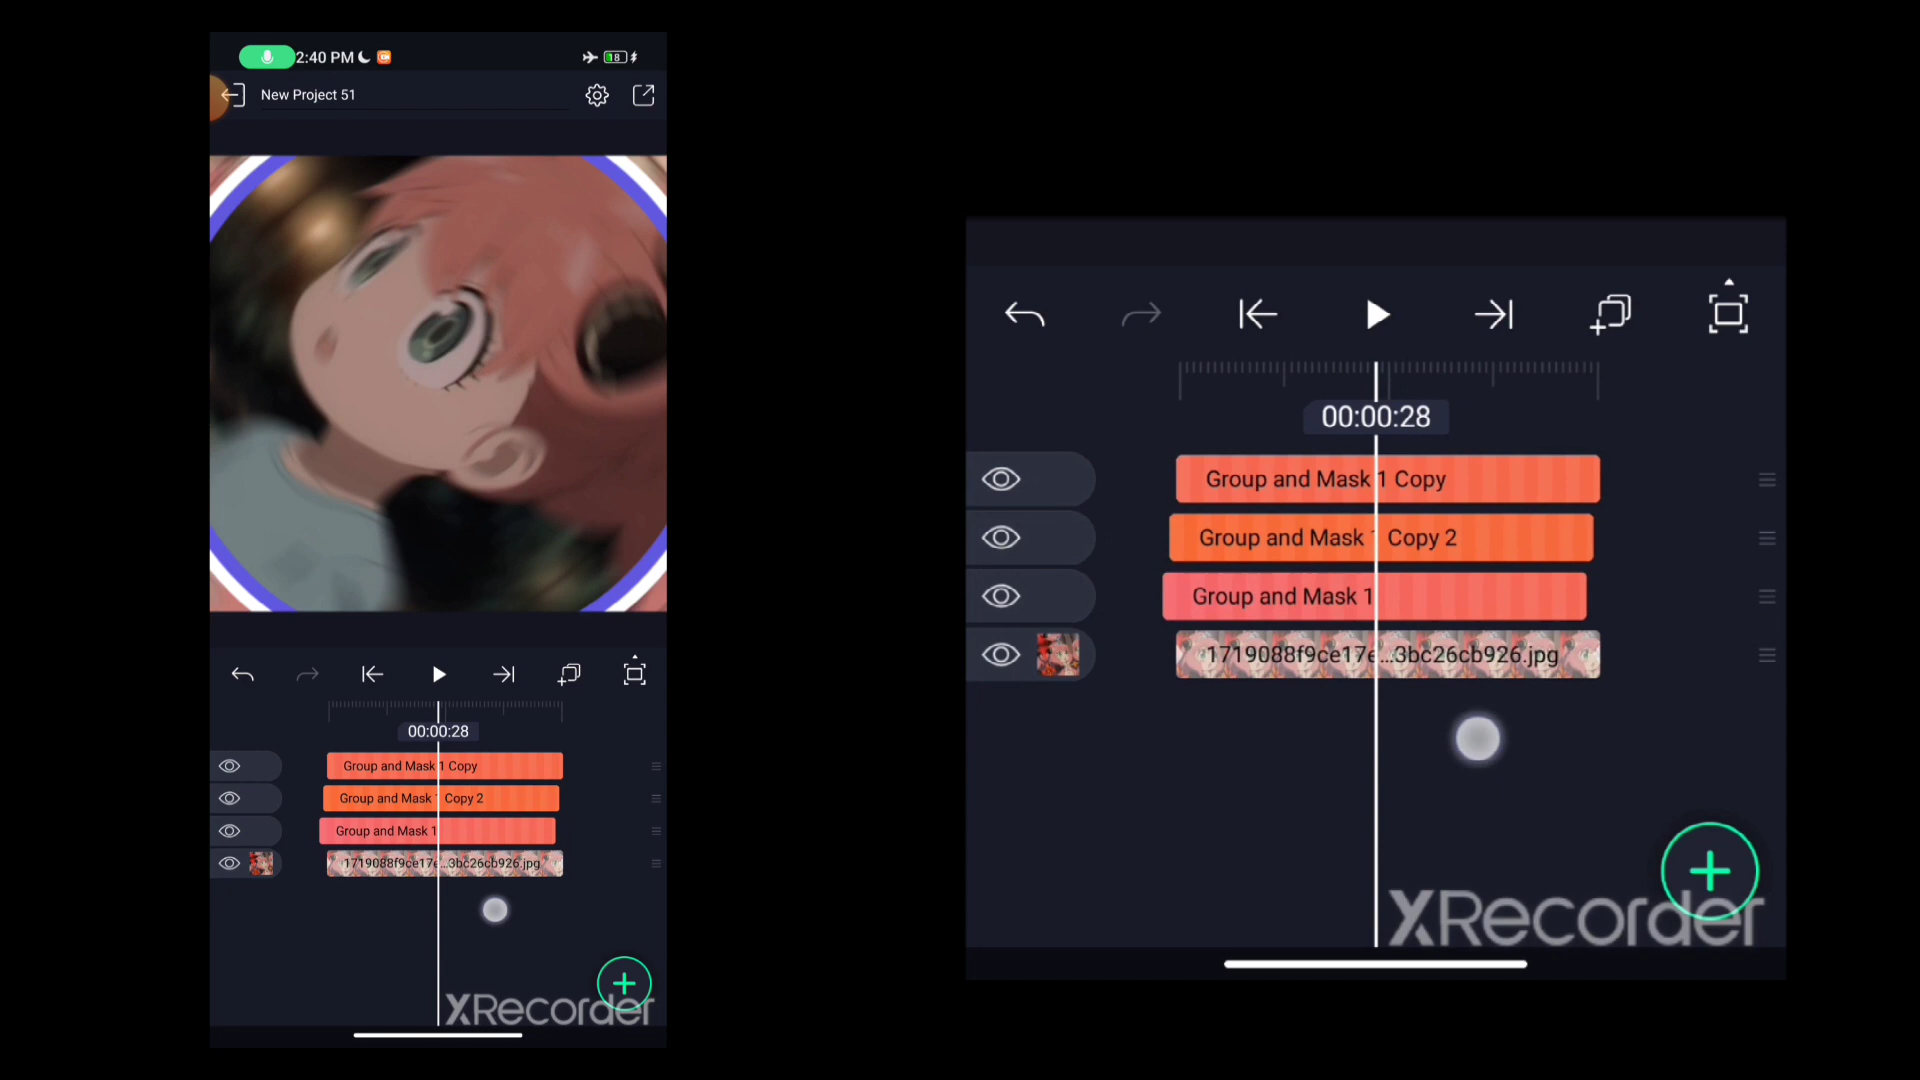 2:40 PM
8
New Project 51
00:00:28
Group and Mask 1 Copy
Group and Mask 1 Copy 2
Group and Mask 1
1719088f9ce17e...3bc26cb926.jpg
XRecorder
00:00:28
Group and Mask 1 Copy
Group and Mask 1 Copy 2
Group and Mask 1
1719088f9ce17e...3bc26cb926.jpg
XRecorder